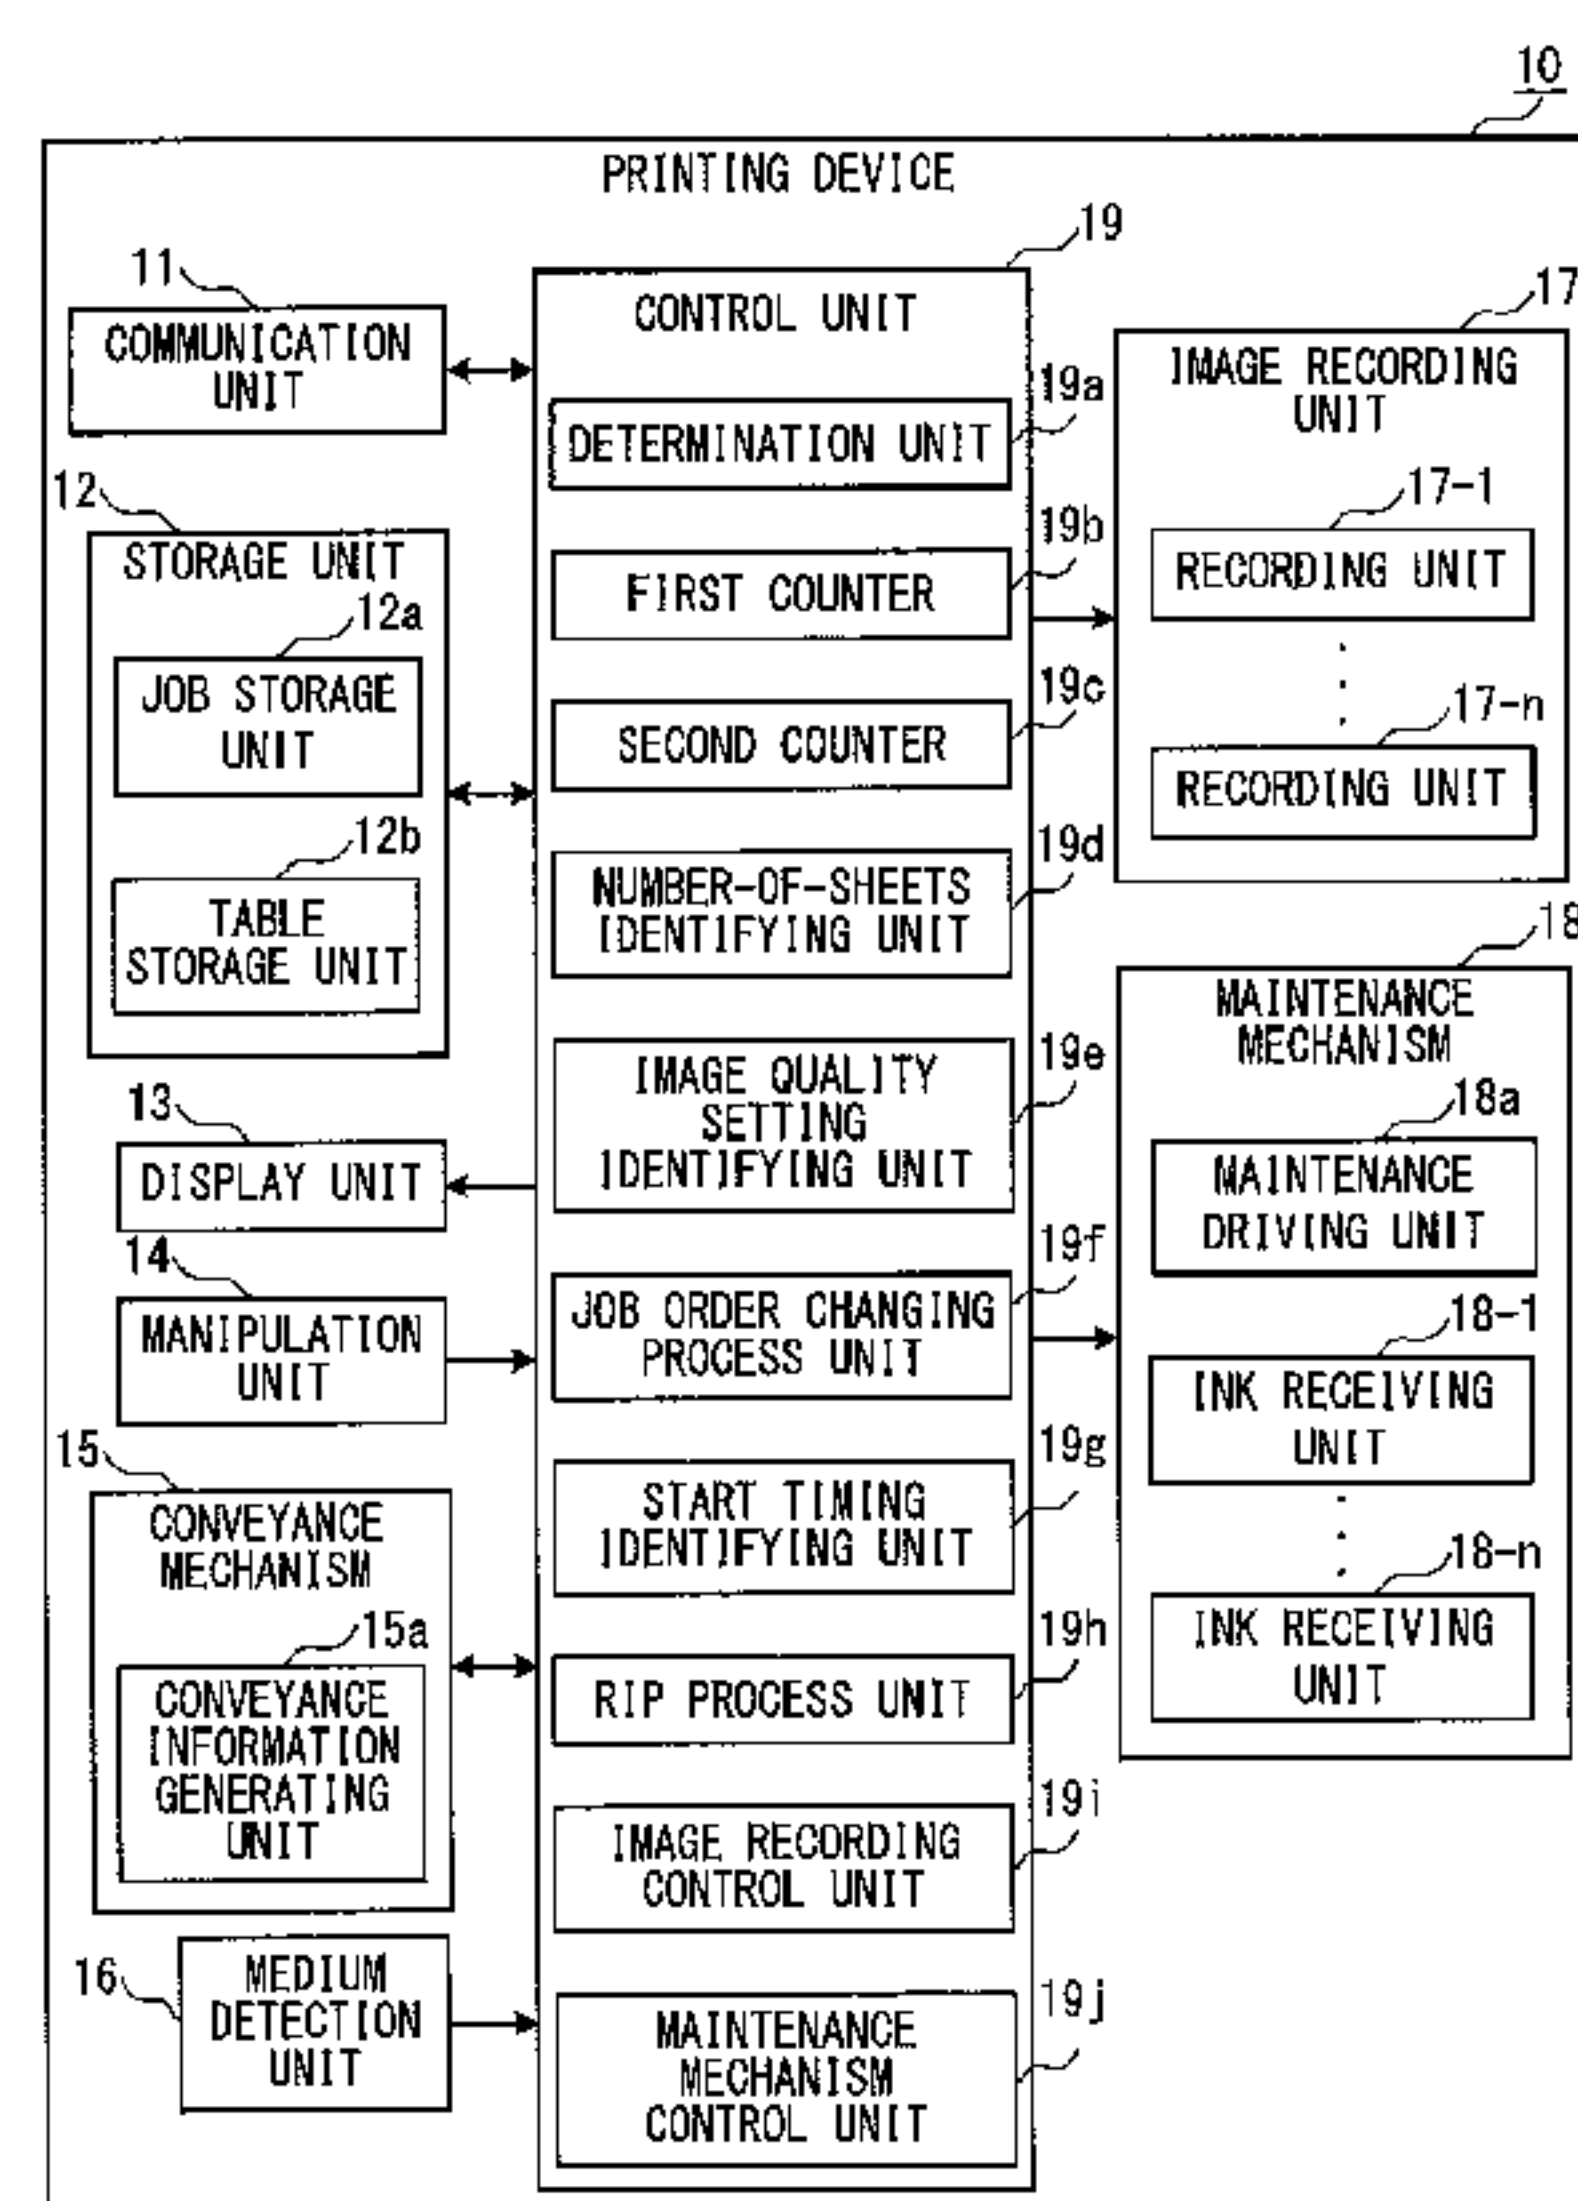 10
PRINTING DEVICE
11
COMMUNICATION
UNIT
12
STORAGE UNIT
12a
JOB STORAGE
UNIT
12b
TABLE
STORAGE UNIT
13
DISPLAY UNIT
14
MANIPULATION
UNIT
15
CONVEYANCE
MECHANISM
15a
CONVEYANCE
INFORMATION
GENERATING
UNIT
16
MEDIUM
DETECTION
UNIT
19
CONTROL UNIT
19a
DETERMINATION UNIT
19b
FIRST COUNTER
19c
SECOND COUNTER
19d
NUMBER-OF-SHEETS
IDENTIFYING UNIT
19e
IMAGE QUALITY
SETTING
IDENTIFYING UNIT
19f
JOB ORDER CHANGING
PROCESS UNIT
19g
START TIMING
IDENTIFYING UNIT
19h
RIP PROCESS UNIT
19i
IMAGE RECORDING
CONTROL UNIT
19j
MAINTENANCE
MECHANISM
CONTROL UNIT
17
IMAGE RECORDING
UNIT
17-1
RECORDING UNIT
17-n
RECORDING UNIT
18
MAINTENANCE
MECHANISM
18a
MAINTENANCE
DRIVING UNIT
18-1
INK RECEIVING
UNIT
18-n
INK RECEIVING
UNIT